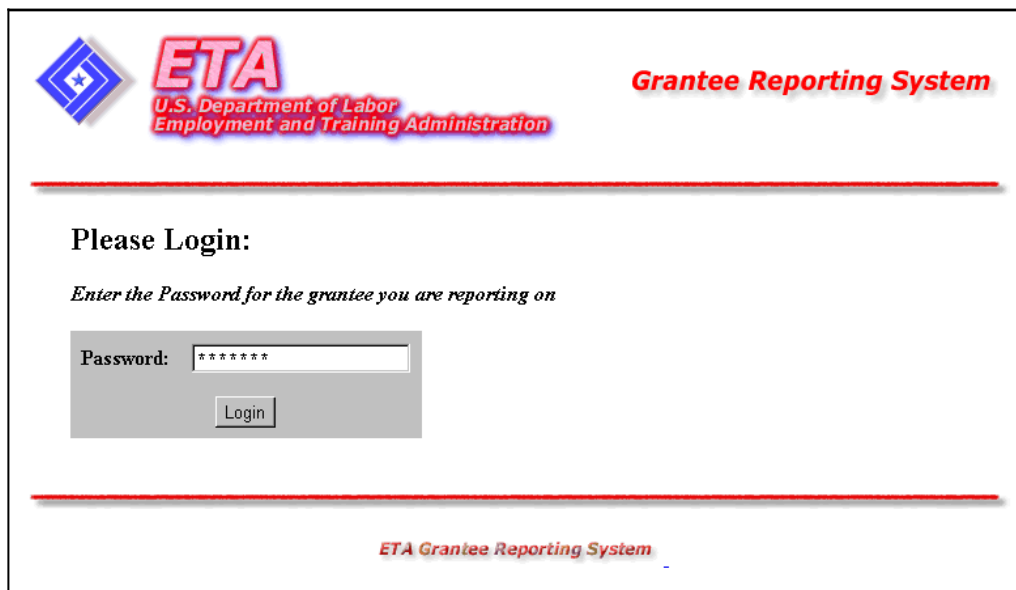 ETA
U.S. Department of Labor
Employment and Training Administration
Grantee Reporting System
Please Login:
Enter the Password for the grantee you are reporting on
Password: *******
Login
ETA Grantee Reporting System